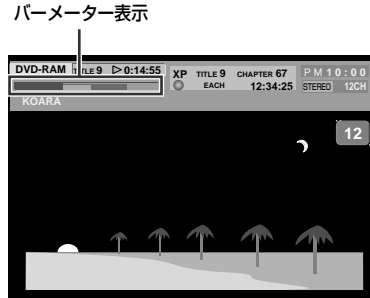 バーメーター表示
DVD-RAM TITLE 9 ▷ 0:14:55 XP TITLE 9 CHAPTER 67 PM 10:00
EACH 12:34:25 STEREO 12CH
KOARA
12